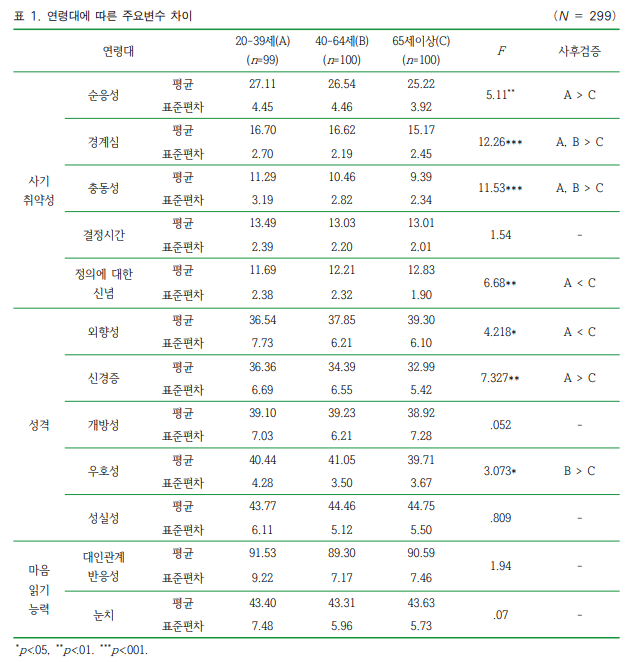 표 1. 연령대에 따른 주요변수 차이 (N = 299)
연령대 20-39세(A) (n=99) 40-64세(B) (n=100) 65세이상(C) (n=100) F 사후검증
사기 취약성
순응성 평균 27.11 26.54 25.22 5.11** A > C
표준편차 4.45 4.46 3.92
경계심 평균 16.70 16.62 15.17 12.26*** A, B > C
표준편차 2.70 2.19 2.45
충동성 평균 11.29 10.46 9.39 11.53*** A, B > C
표준편차 3.19 2.82 2.34
결정시간 평균 13.49 13.03 13.01 1.54 -
표준편차 2.39 2.20 2.01
정의에 대한 신념 평균 11.69 12.21 12.83 6.68** A < C
표준편차 2.38 2.32 1.90
성격
외향성 평균 36.54 37.85 39.30 4.218* A < C
표준편차 7.73 6.21 6.10
신경증 평균 36.36 34.39 32.99 7.327** A > C
표준편차 6.69 6.55 5.42
개방성 평균 39.10 39.23 38.92 .052 -
표준편차 7.03 6.21 7.28
우호성 평균 40.44 41.05 39.71 3.073* B > C
표준편차 4.28 3.50 3.67
성실성 평균 43.77 44.46 44.75 .809 -
표준편차 6.11 5.12 5.50
마음 읽기 능력
대인관계 반응성 평균 91.53 89.30 90.59 1.94 -
표준편차 9.22 7.17 7.46
눈치 평균 43.40 43.31 43.63 .07 -
표준편차 7.48 5.96 5.73
*p<.05, **p<.01. ***p<.001.